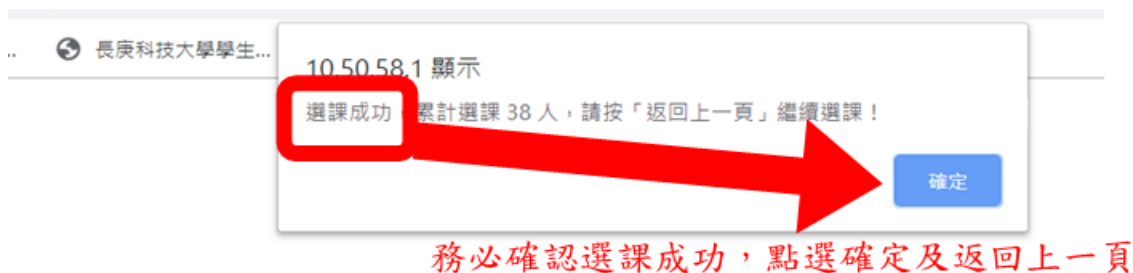 .. 長庚科技大學學生...
10.50.58.1 顯示
選課成功，累計選課 38 人，請按「返回上一頁」繼續選課！
確定
務必確認選課成功，點選確定及返回上一頁